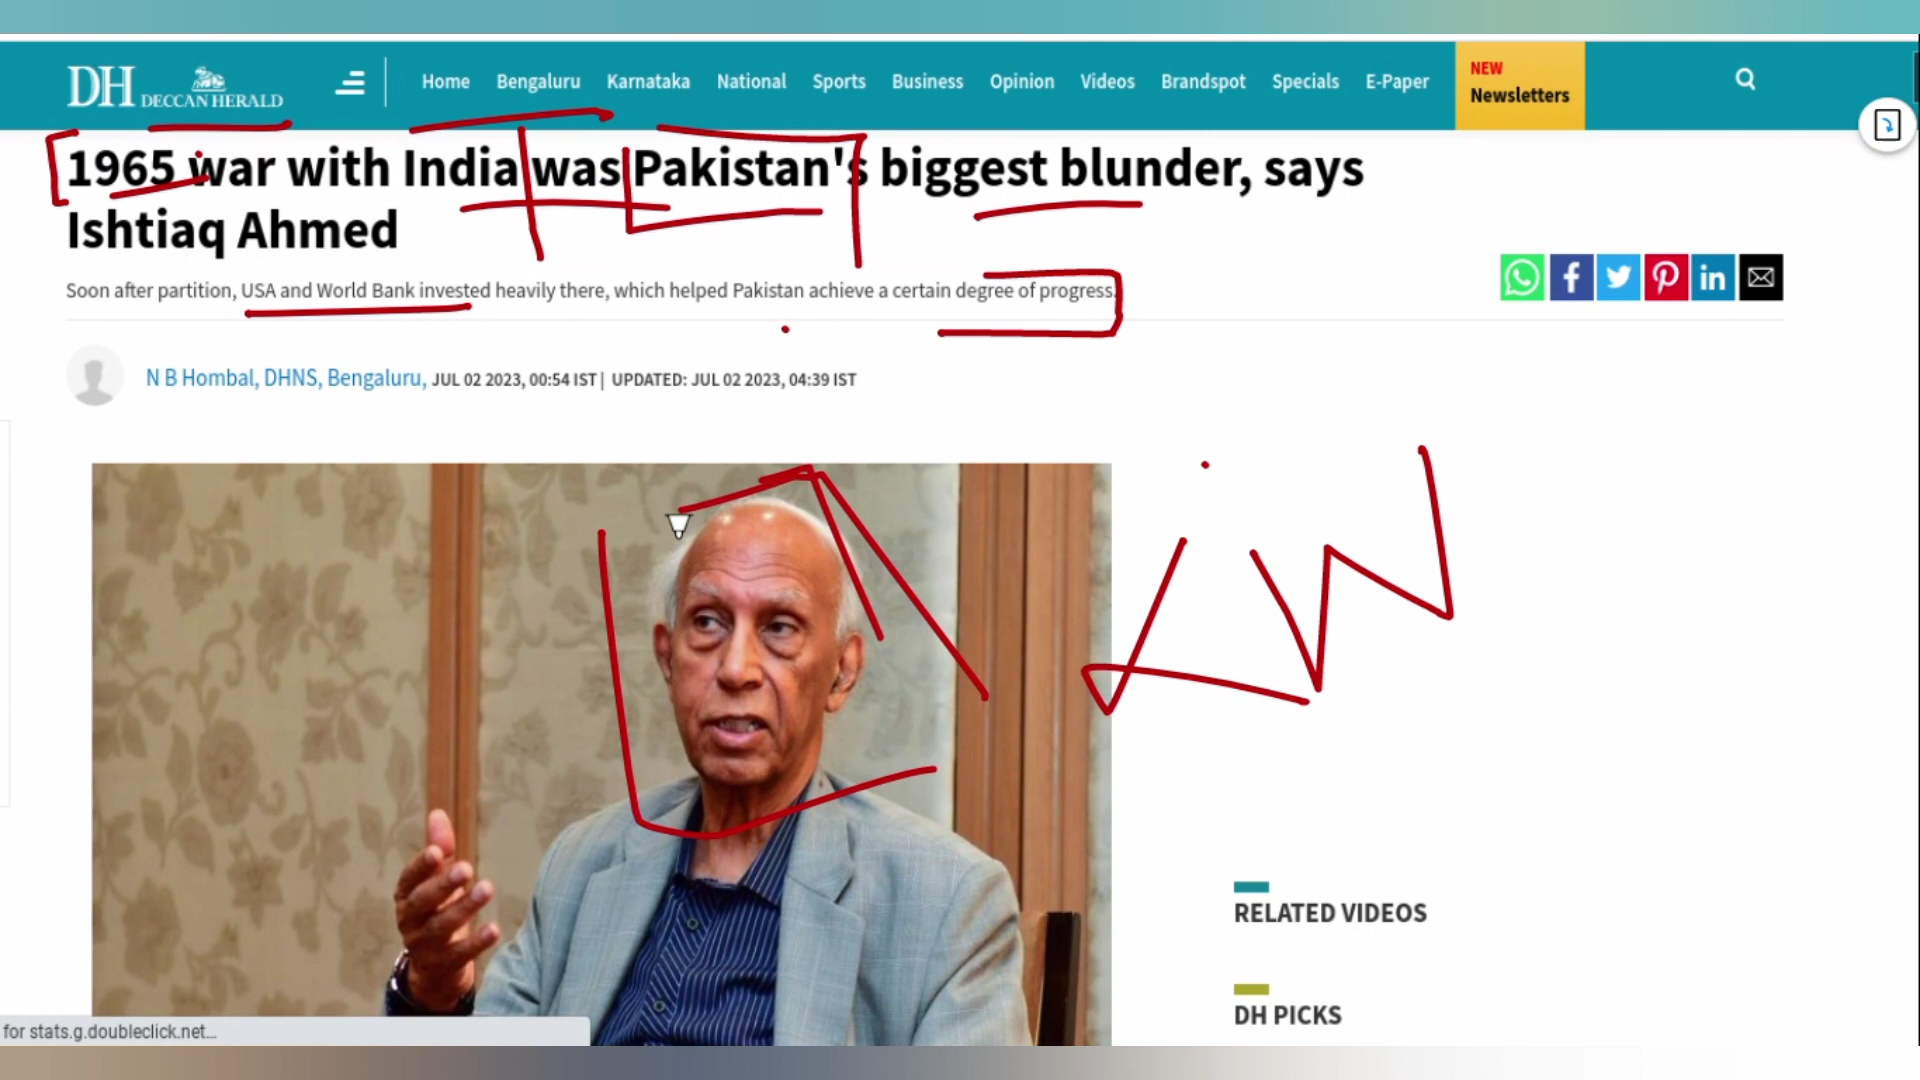 DH DECCAN HERALD
Home Bengaluru Karnataka National Sports Business Opinion Videos Brandspot Specials E-Paper
NEW
Newsletters
1965 war with India was Pakistan's biggest blunder, says
Ishtiaq Ahmed
Soon after partition, USA and World Bank invested heavily there, which helped Pakistan achieve a certain degree of progress.
N B Hombal, DHNS, Bengaluru, JUL 02 2023, 00:54 IST | UPDATED: JUL 02 2023, 04:39 IST
RELATED VIDEOS
DH PICKS
for stats.g.doubleclick.net...